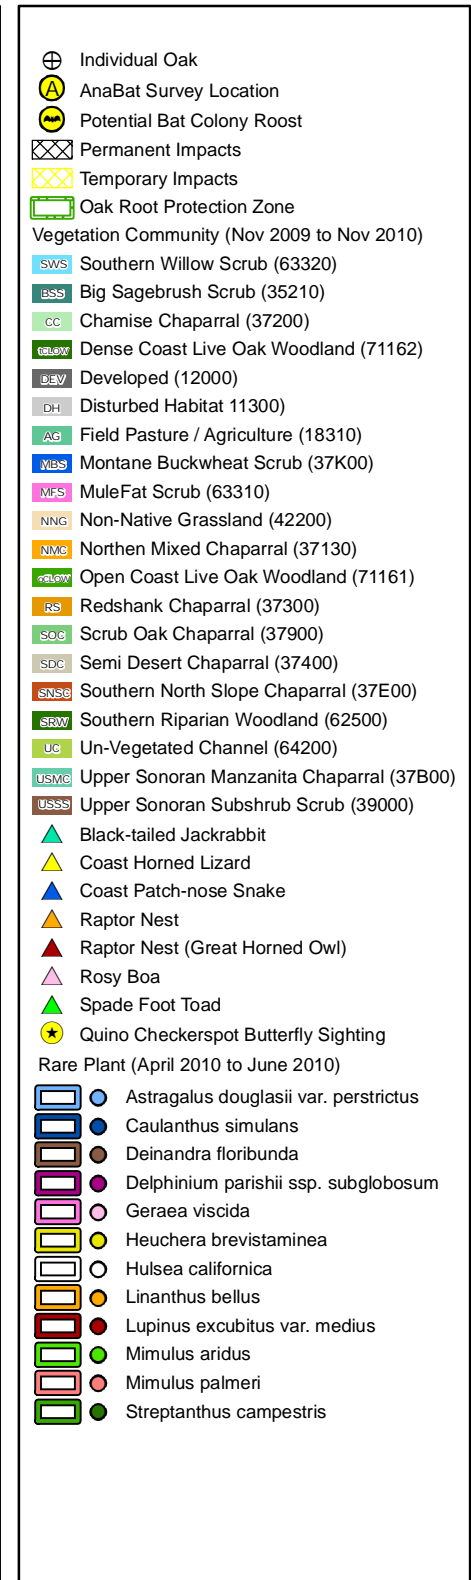 Individual Oak
A AnaBat Survey Location
Potential Bat Colony Roost
Permanent Impacts
Temporary Impacts
Oak Root Protection Zone
Vegetation Community (Nov 2009 to Nov 2010)
SWS Southern Willow Scrub (63320)
BSS Big Sagebrush Scrub (35210)
CC Chamise Chaparral (37200)
tCLOW Dense Coast Live Oak Woodland (71162)
DEV Developed (12000)
DH Disturbed Habitat 11300)
AG Field Pasture / Agriculture (18310)
MBS Montane Buckwheat Scrub (37K00)
MFS MuleFat Scrub (63310)
NNG Non-Native Grassland (42200)
NMC Northen Mixed Chaparral (37130)
oCLOW Open Coast Live Oak Woodland (71161)
RS Redshank Chaparral (37300)
SOC Scrub Oak Chaparral (37900)
SDC Semi Desert Chaparral (37400)
SNSC Southern North Slope Chaparral (37E00)
SRW Southern Riparian Woodland (62500)
UC Un-Vegetated Channel (64200)
USMC Upper Sonoran Manzanita Chaparral (37B00)
USSS Upper Sonoran Subshrub Scrub (39000)
Black-tailed Jackrabbit
Coast Horned Lizard
Coast Patch-nose Snake
Raptor Nest
Raptor Nest (Great Horned Owl)
Rosy Boa
Spade Foot Toad
Quino Checkerspot Butterfly Sighting
Rare Plant (April 2010 to June 2010)
Astragalus douglasii var. perstrictus
Caulanthus simulans
Deinandra floribunda
Delphinium parishii ssp. subglobosum
Geraea viscida
Heuchera brevistaminea
Hulsea californica
Linanthus bellus
Lupinus excubitus var. medius
Mimulus aridus
Mimulus palmeri
Streptanthus campestris